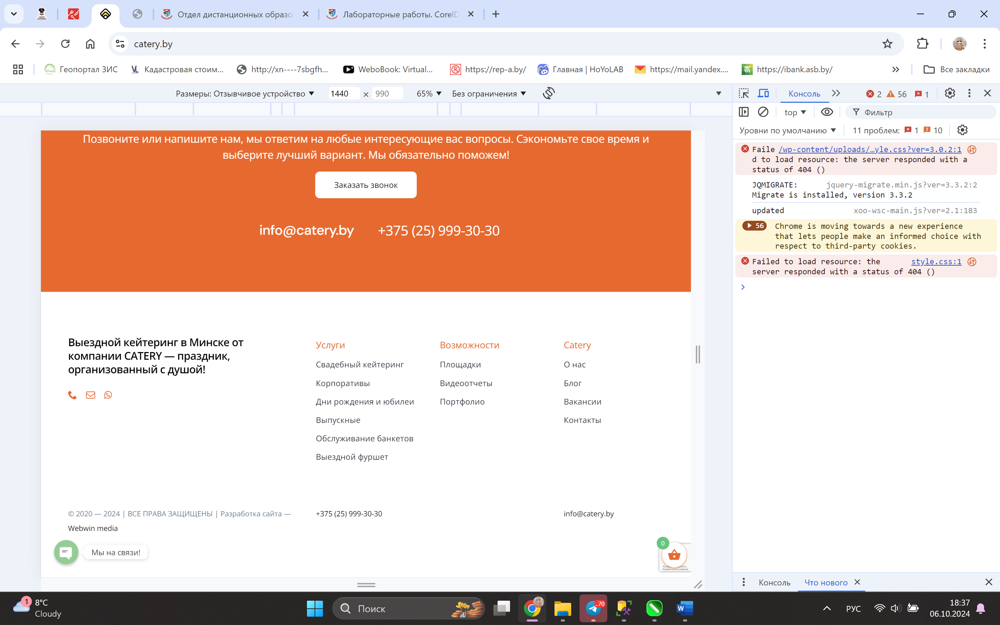 Отдел дистанционных образо
Лабораторные работы. CorelD
catery.by
Геопортал ЗИС
Кадастровая стоим...
http://xn----7sbgfh...
WeboBook: Virtual...
https://rep-a.by/
Главная | HoYoLAB
https://mail.yandex....
https://ibank.asb.by/
Все закладки
Размеры: Отзывчивое устройство
1440 × 990
65%
Без ограничения
Консоль
2 56 1
top
Фильтр
Уровни по умолчанию
11 проблем: 1 10
Позвоните или напишите нам, мы ответим на любые интересующие вас вопросы. Сэкономьте свое время и
выберите лучший вариант. Мы обязательно поможем!
Заказать звонок
info@catery.by
+375 (25) 999-30-30
Выездной кейтеринг в Минске от
компании CATERY — праздник,
организованный с душой!
Услуги
Свадебный кейтеринг
Корпоративы
Дни рождения и юбилеи
Выпускные
Обслуживание банкетов
Выездной фуршет
Возможности
Площадки
Видеоотчеты
Портфолио
Catery
О нас
Блог
Вакансии
Контакты
© 2020 — 2024 | ВСЕ ПРАВА ЗАЩИЩЕНЫ | Разработка сайта —
Webwin media
+375 (25) 999-30-30
info@catery.by
Мы на связи!
0
Условия использования
Faile /wp-content/uploads/…yle.css?ver=3.0.2:1
d to load resource: the server responded with a
status of 404 ()
JQMIGRATE: jquery-migrate.min.js?ver=3.3.2:2
Migrate is installed, version 3.3.2
updated xoo-wsc-main.js?ver=2.1:183
56 Chrome is moving towards a new experience
that lets people make an informed choice with
respect to third-party cookies.
Failed to load resource: the style.css:1
server responded with a status of 404 ()
Консоль
Что нового
1
8°C
Cloudy
Поиск
..70
РУС
18:37
06.10.2024